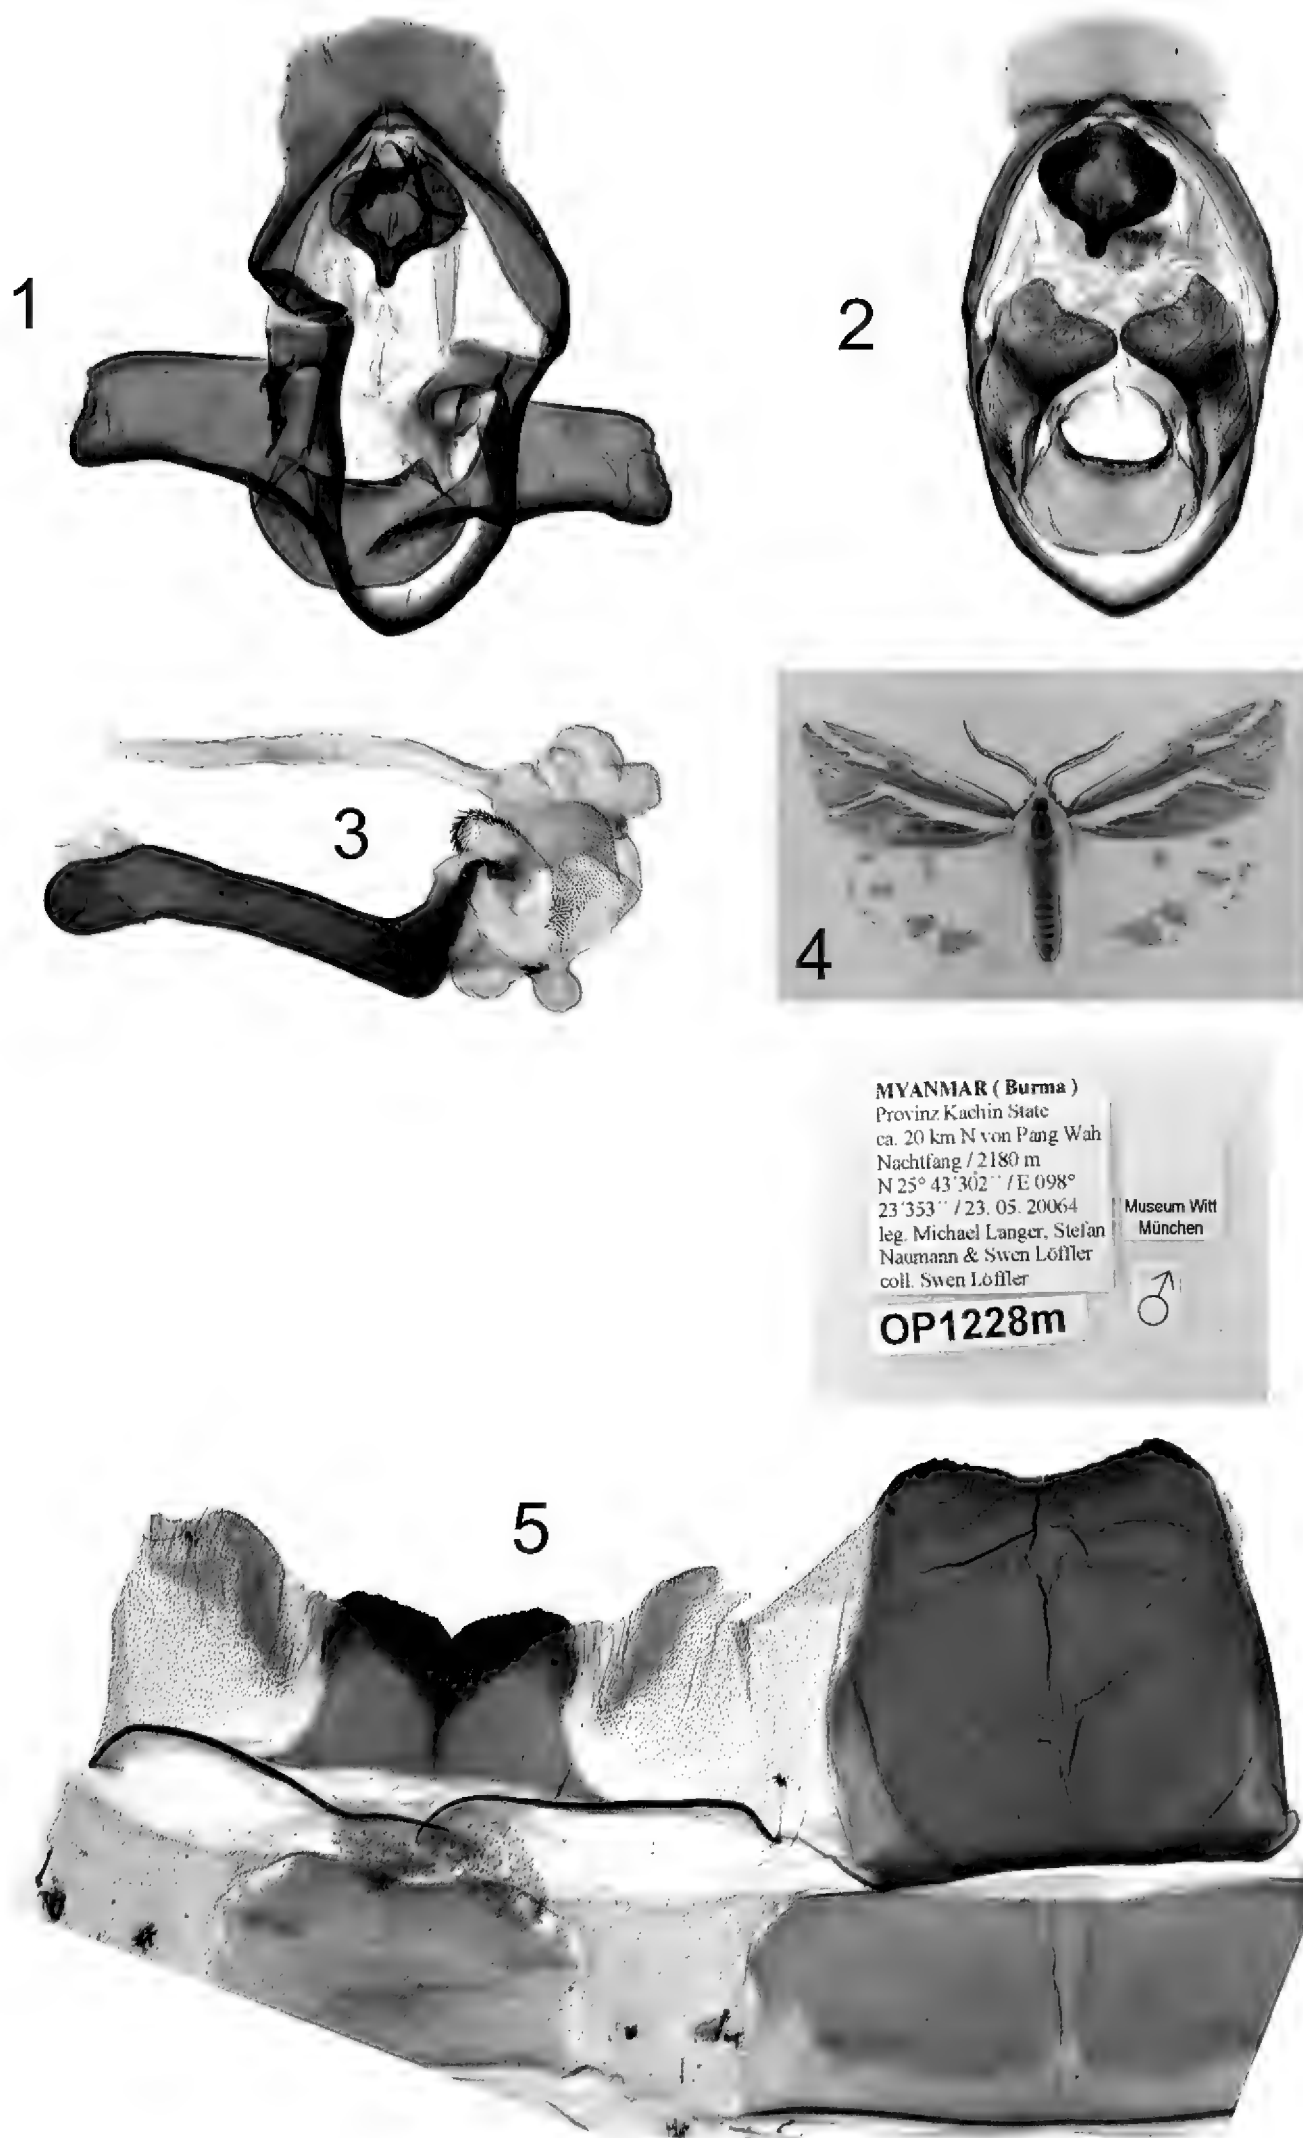 1
2
3
4
MYANMAR ( Burma )
Provinz Kachin State
ca. 20 km N von Pang Wah
Nachtfang / 2180 m
N 25° 43´302´´ / E 098°
23´353´´ / 23. 05. 20064
leg. Michael Langer, Stefan
Naumann & Swen Löffler
coll. Swen Löffler
Museum Witt
München
♂
OP1228m
5